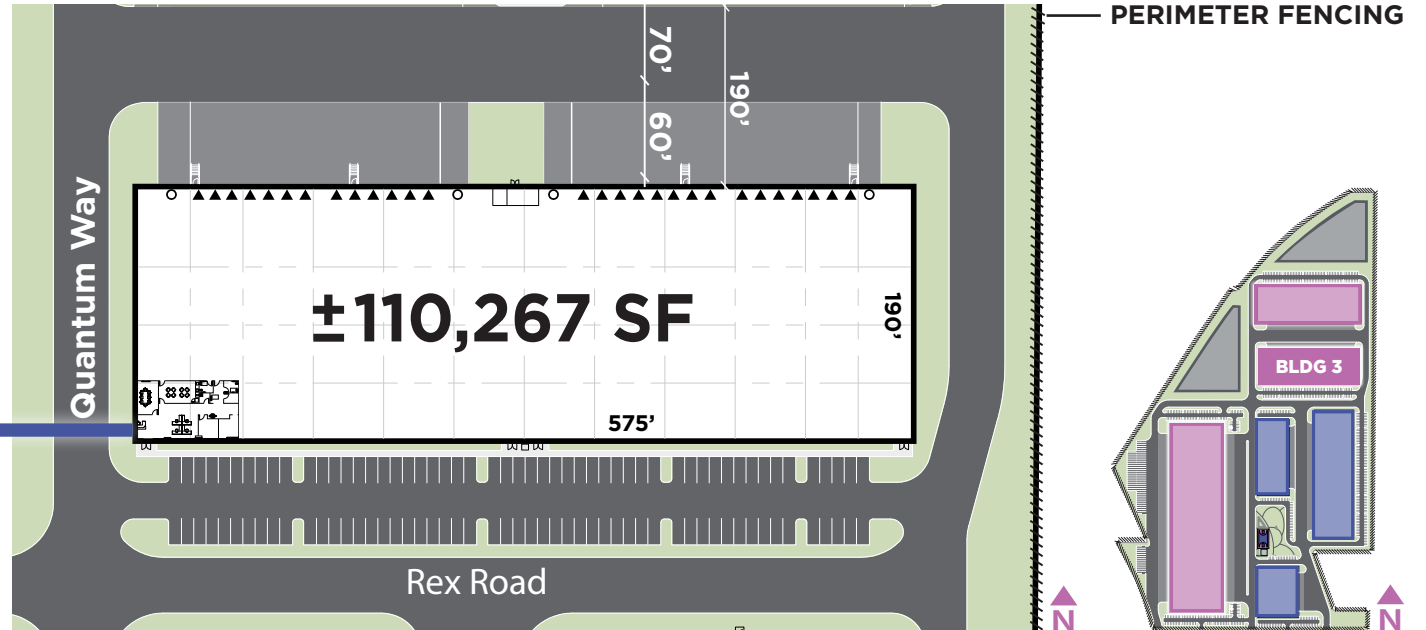 PERIMETER FENCING
70’
190’
60’
Quantum Way
±110,267 SF
190’
575’
BLDG 3
Rex Road
N
N